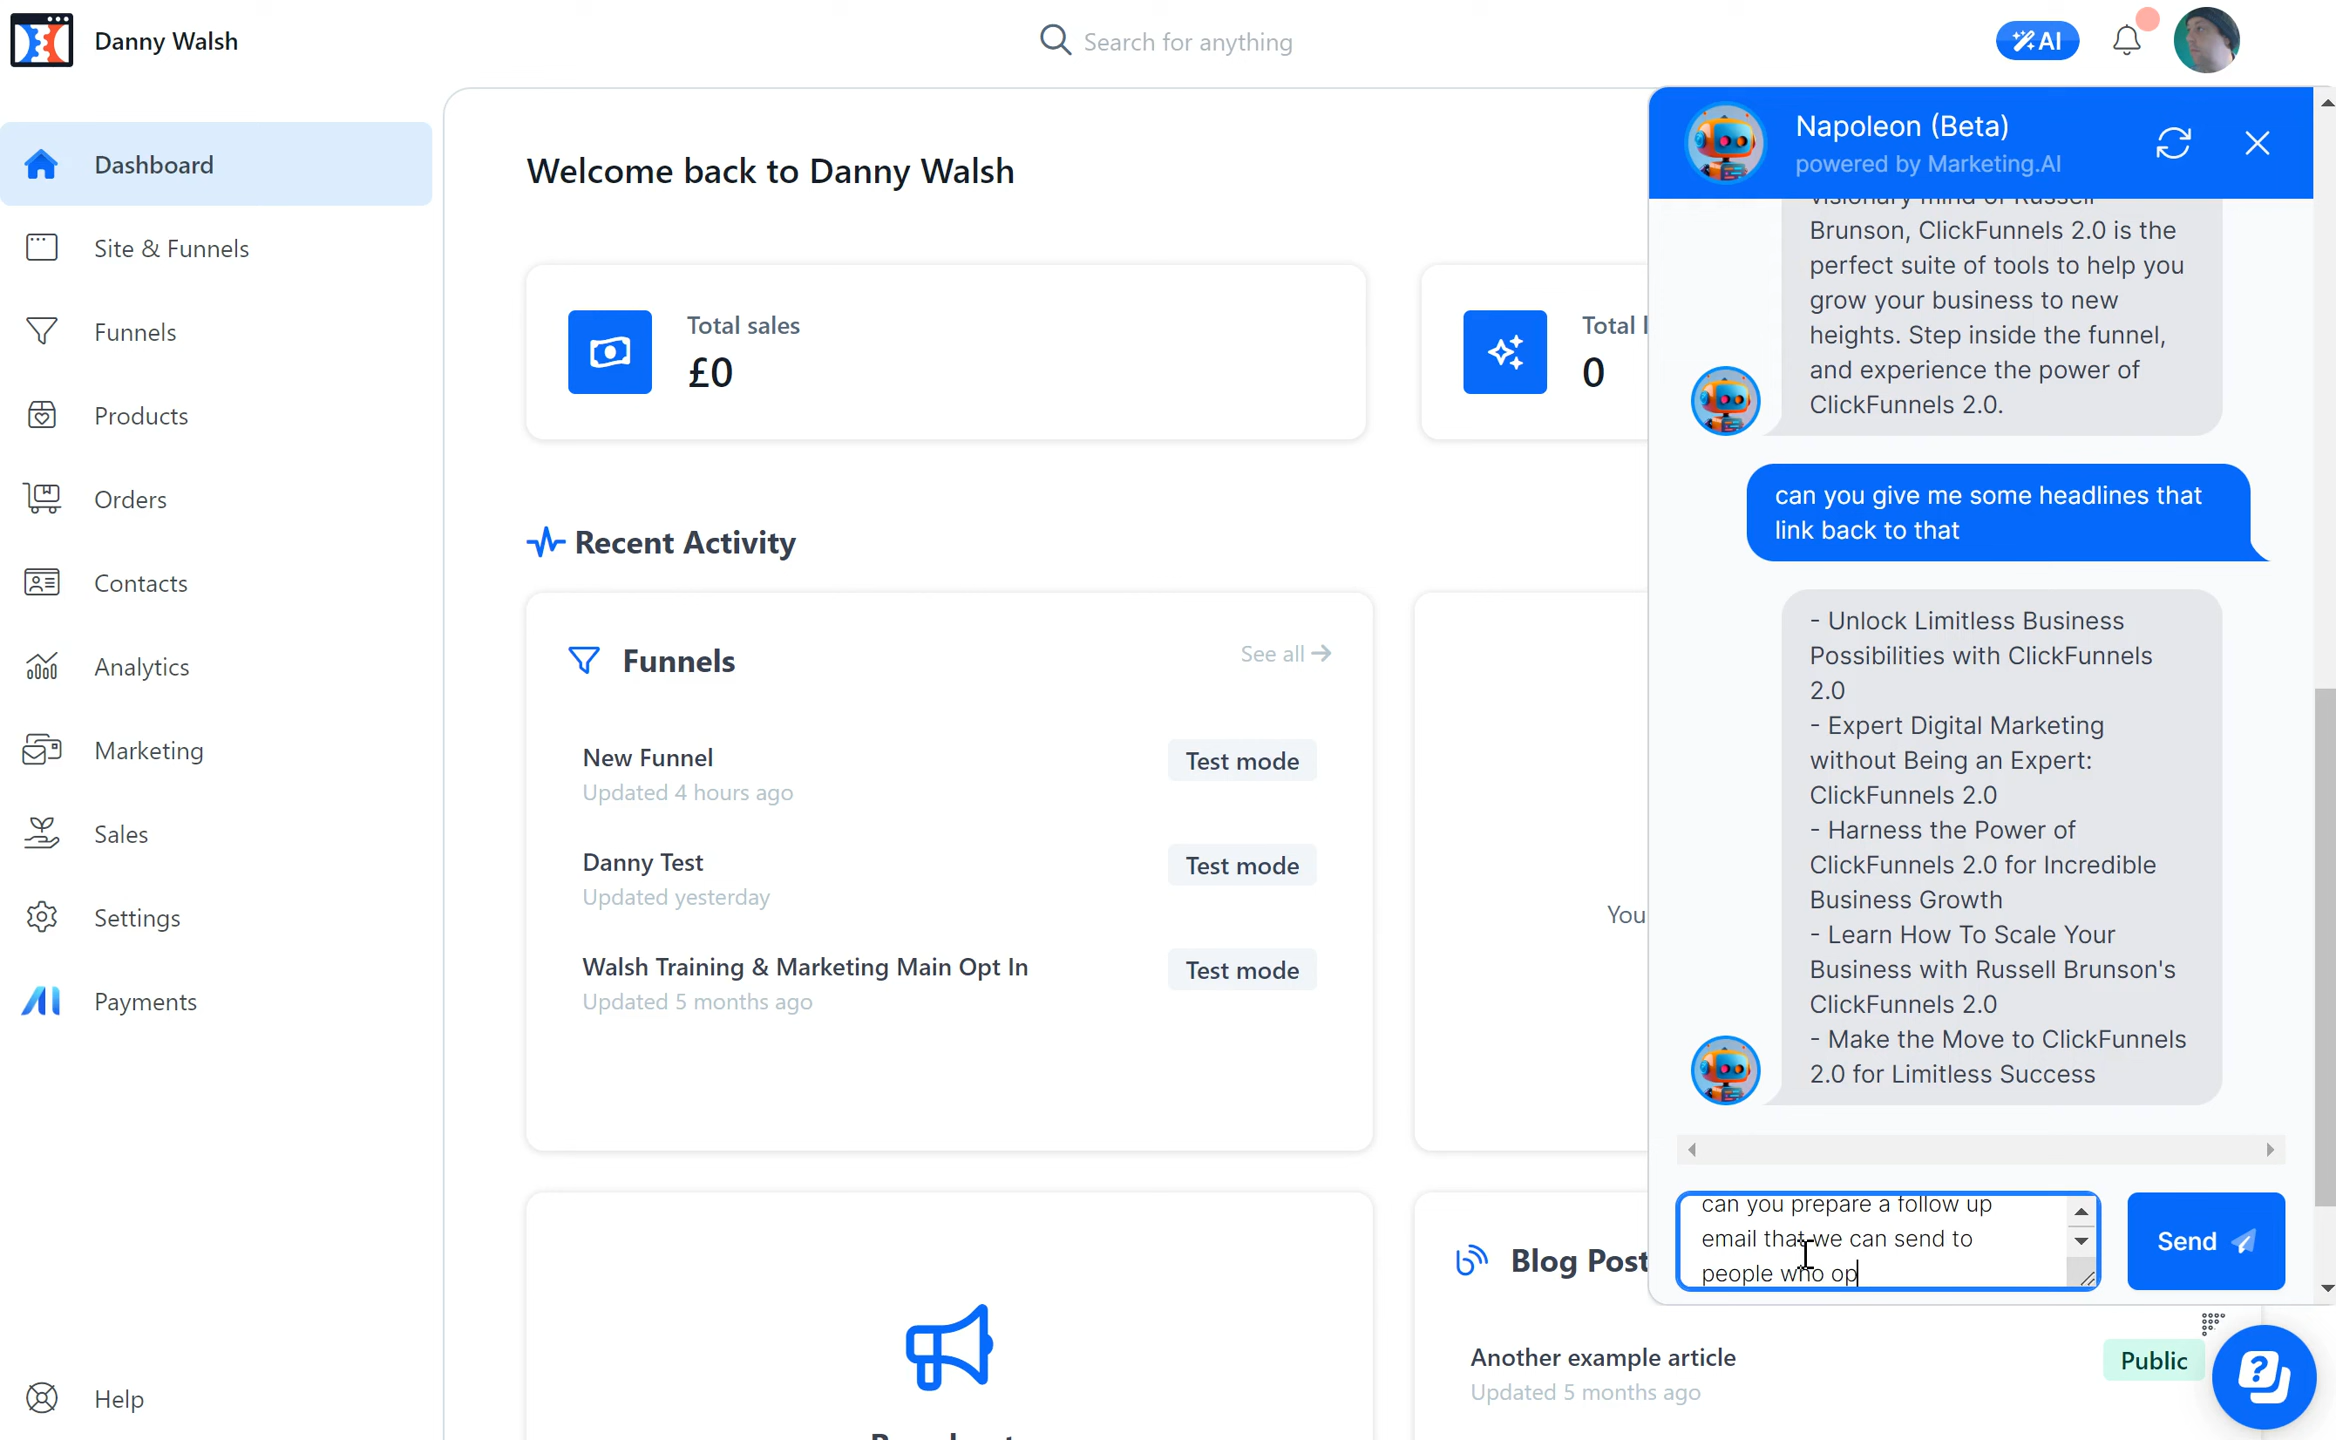 Danny Walsh
Search for anything
AI
Dashboard
Site & Funnels
Funnels
Products
Orders
Contacts
Analytics
Marketing
Sales
Settings
Payments
Help
Welcome back to Danny Walsh
Total sales
£0
Total l
0
Recent Activity
Funnels
See all
New Funnel
Updated 4 hours ago
Test mode
Danny Test
Updated yesterday
Test mode
Walsh Training & Marketing Main Opt In
Updated 5 months ago
Test mode
You
Blog Post
Another example article
Updated 5 months ago
Public
Napoleon (Beta)
powered by Marketing.AI
visionary mind of Russell
Brunson, ClickFunnels 2.0 is the
perfect suite of tools to help you
grow your business to new
heights. Step inside the funnel,
and experience the power of
ClickFunnels 2.0.
can you give me some headlines that
link back to that
- Unlock Limitless Business
Possibilities with ClickFunnels
2.0
- Expert Digital Marketing
without Being an Expert:
ClickFunnels 2.0
- Harness the Power of
ClickFunnels 2.0 for Incredible
Business Growth
- Learn How To Scale Your
Business with Russell Brunson's
ClickFunnels 2.0
- Make the Move to ClickFunnels
2.0 for Limitless Success
can you prepare a follow up
email that we can send to
people who op
Send